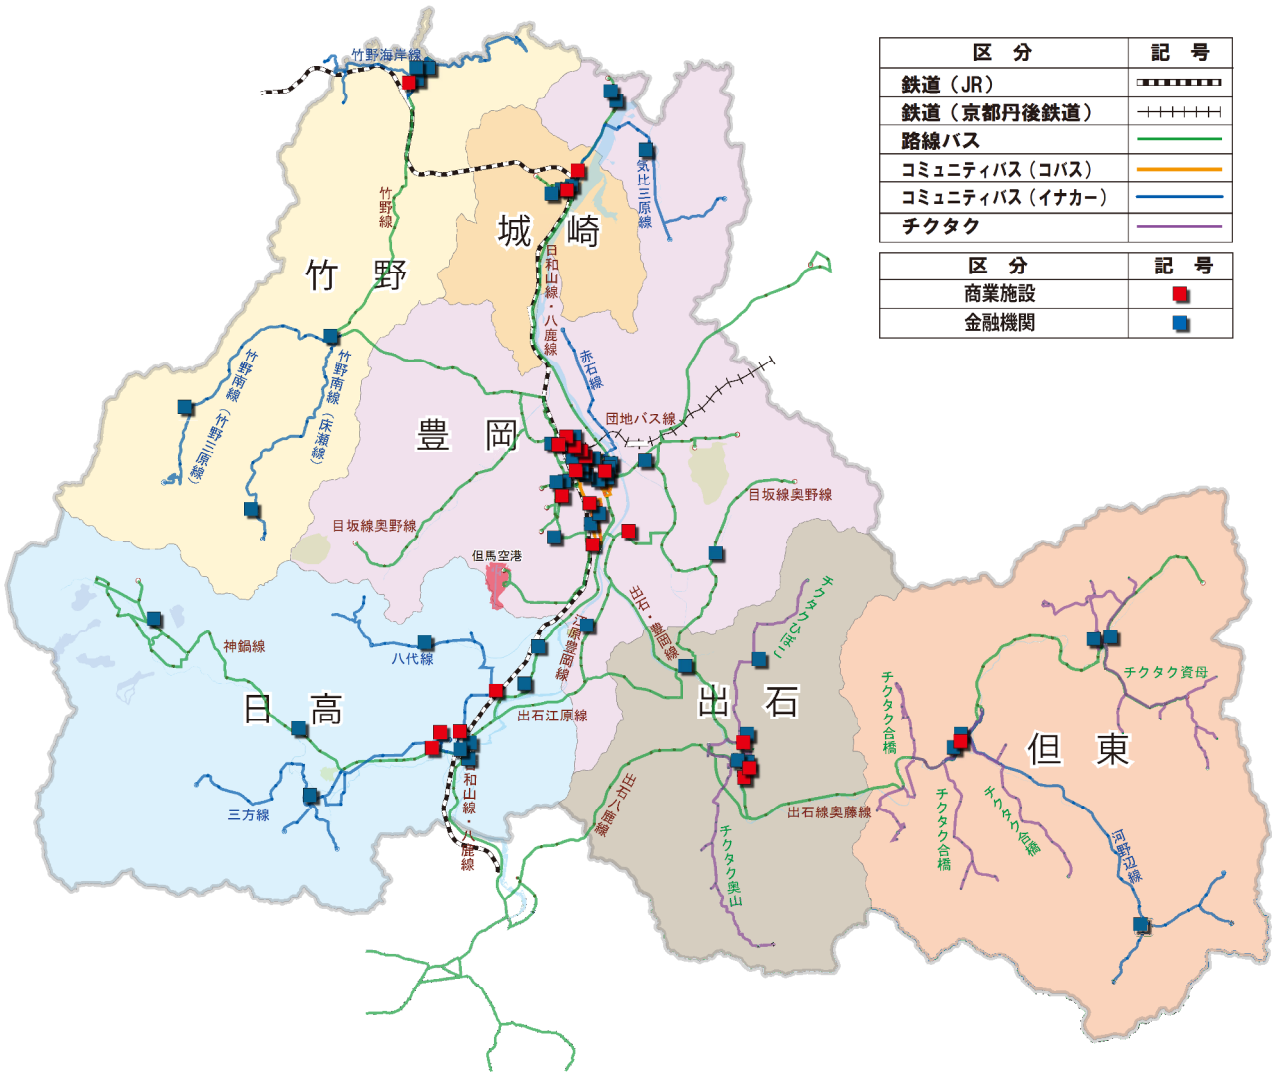 区 分 記 号
鉄道（JR）
鉄道（京都丹後鉄道）
路線バス
コミュニティバス（コバス）
コミュニティバス（イナカー）
チクタク
区 分 記 号
商業施設
金融機関
竹野海岸線
竹野線
気比三原線
城 崎
竹 野
日和山線・八鹿線
赤石線
竹野南線（竹野三原線）
竹野南線（床瀬線）
団地バス線
豊 岡
目坂線奥野線
目坂線奥野線
但馬空港
出石・豊岡線
江原豊岡線
チクタクひぼこ
神鍋線
八代線
日 高
出石江原線
出 石
チクタク資母
チクタク合橋
但 東
三方線
和山線・八鹿線
出石八鹿線
出石線奥藤線
チクタク合橋
チクタク合橋
チクタク奥山
河野辺線